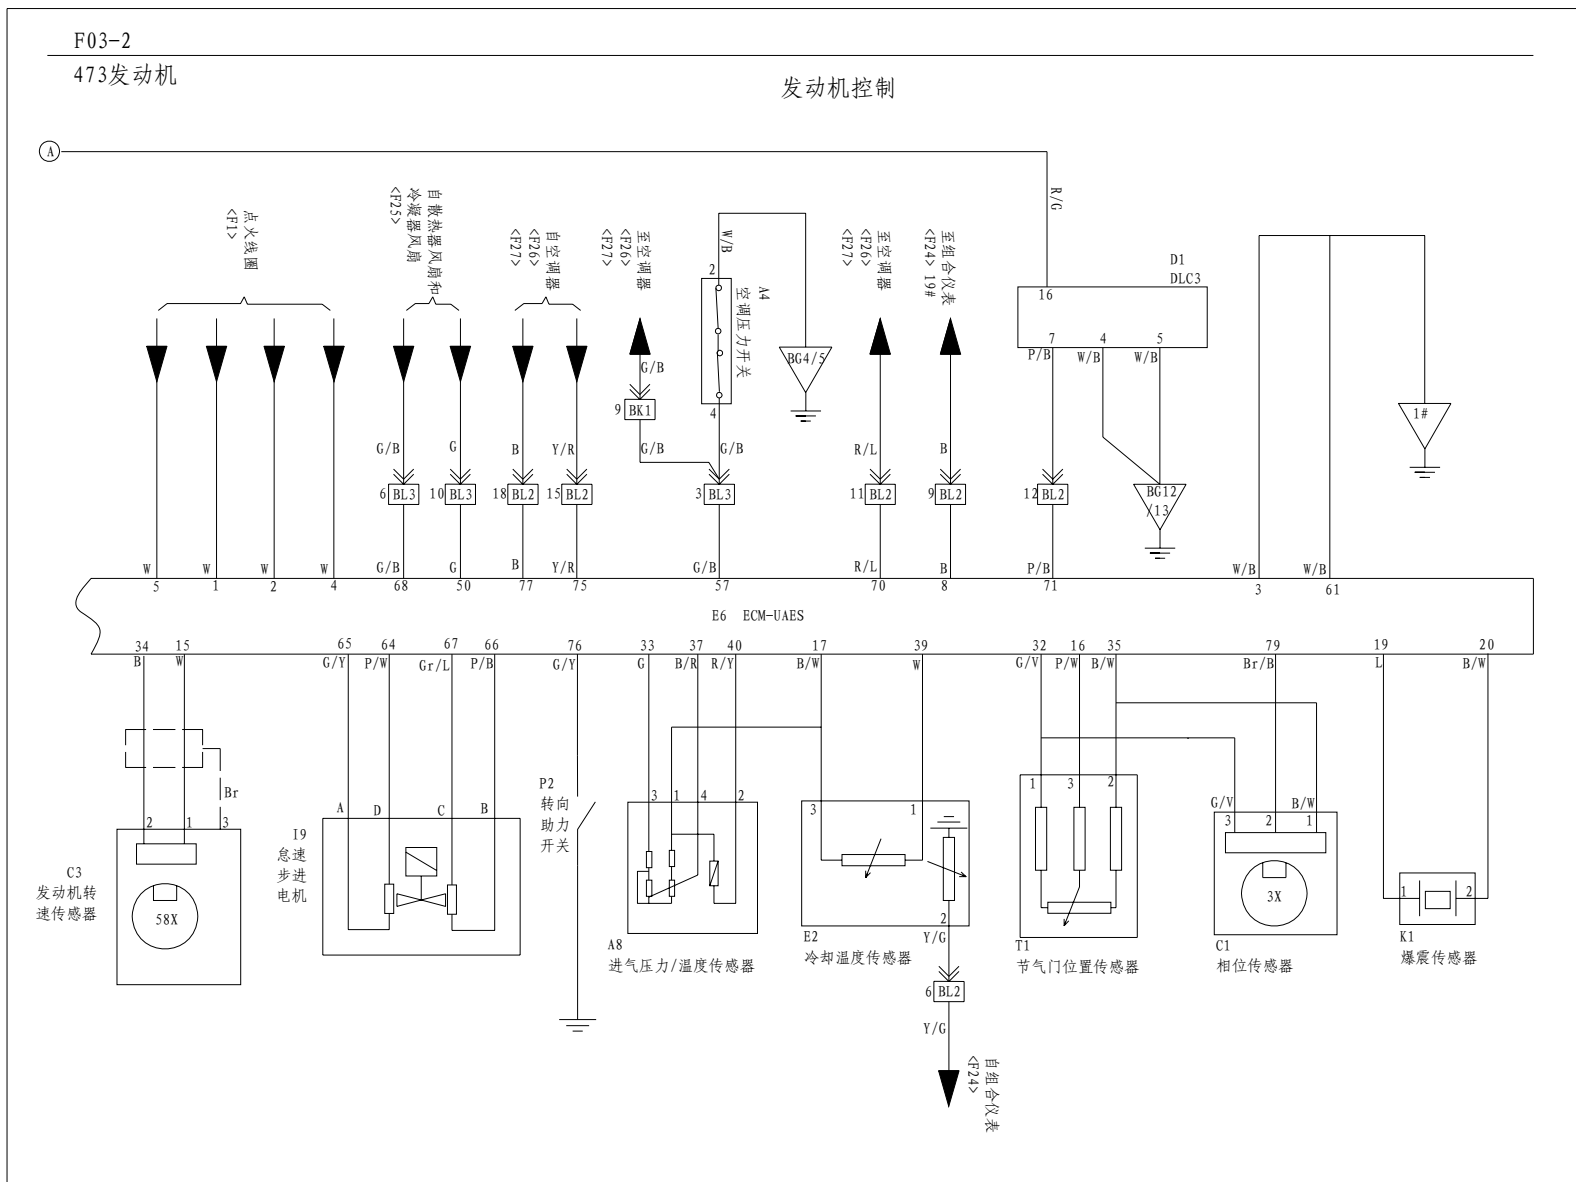 F03-2
473发动机
发动机控制
A
R/G
点火线圈
<F1>
自散热器风扇和
冷凝器风扇
<F25>
自空调器
<F26>
<F27>
至空调器
<F26>
<F27>
W/B
2
A4
空调压力开关
4
BG4/5
至空调器
<F26>
<F27>
至组合仪表
<F24> 19#
D1
DLC3
16
7 4 5
P/B W/B W/B
G/B
9 BK1
1#
G/B G B Y/R G/B G/B R/L B
6 BL3 10 BL3 18 BL2 15 BL2 3 BL3 11 BL2 9 BL2 12 BL2
BG12
/13
W W W W G/B G B Y/R G/B R/L B P/B W/B W/B
5 1 2 4 68 50 77 75 57 70 8 71 3 61
E6 ECM-UAES
34 15 65 64 67 66 76 33 37 40 17 39 32 16 35 79 19 20
B W G/Y P/W Gr/L P/B G/Y G B/R R/Y B/W W G/V P/W B/W Br/B L B/W
Br
2 1 3
C3
发动机转
速传感器
58X
A D C B
I9
怠速
步进
电机
P2
转向
助力
开关
3 1 4 2
A8
进气压力/温度传感器
3 1
2
E2
冷却温度传感器
Y/G
6 BL2
Y/G
自组合仪表
<F24>
1 3 2
T1
节气门位置传感器
G/V B/W
3 2 1
3X
C1
相位传感器
1 2
K1
爆震传感器